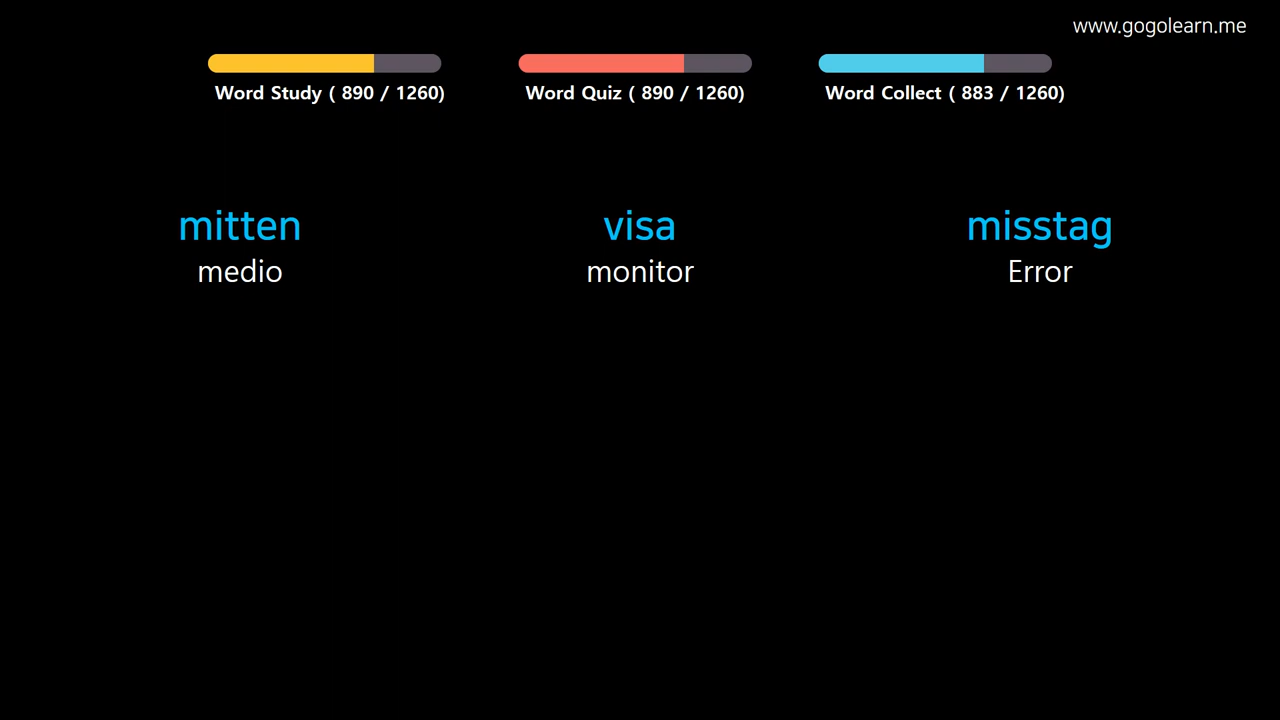 www.gogolearn.me
Word Study ( 890 / 1260)
Word Quiz ( 890 / 1260)
Word Collect ( 883 / 1260)
mitten
medio
visa
monitor
misstag
Error